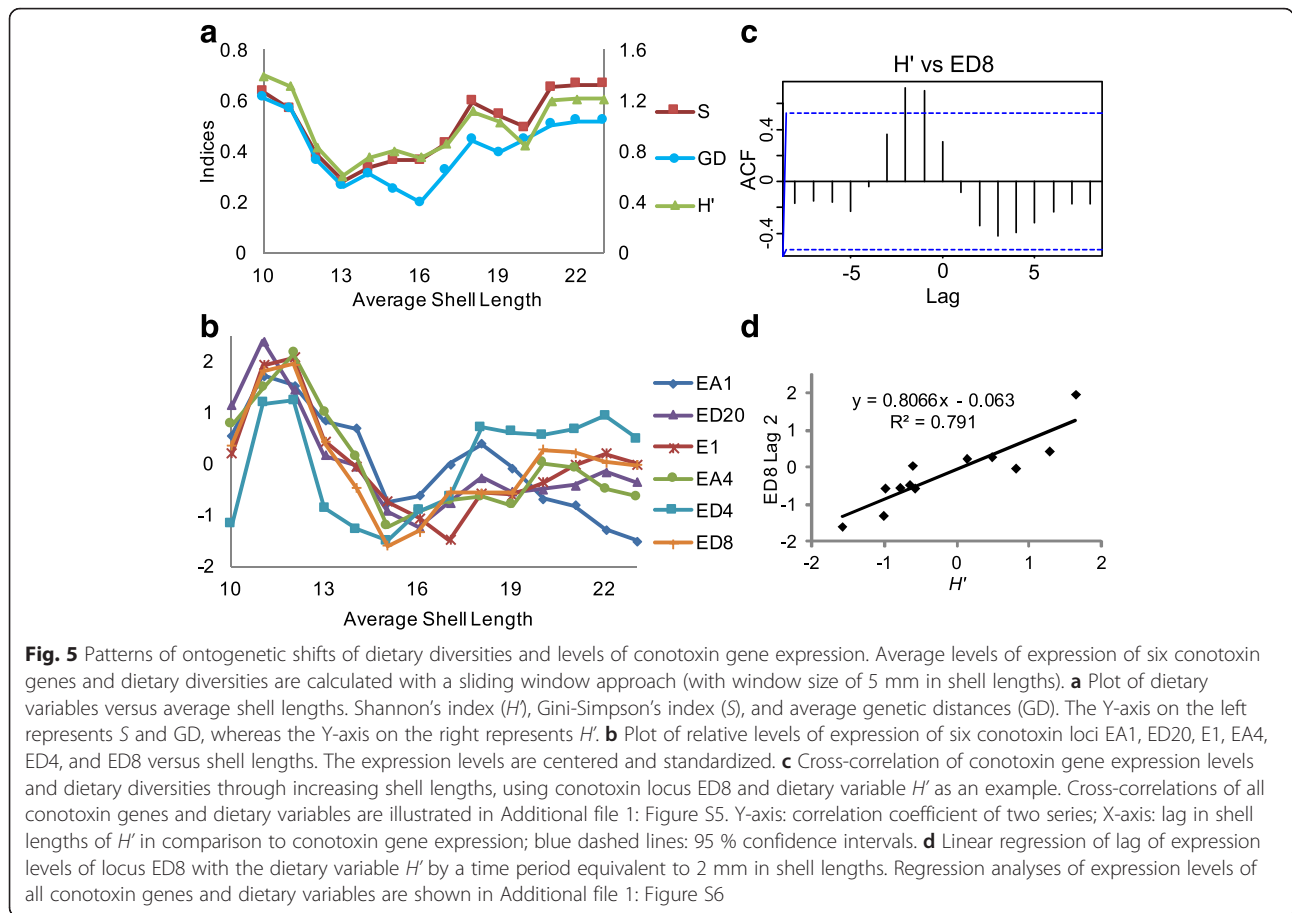 a
0.8
0.6
0.4
0.2
0
Indices
1.6
1.2
0.8
0.4
0
10 13 16 19 22
Average Shell Length
S
GD
H'
c
H' vs ED8
ACF
0.4
0
-0.4
-5 0 5
Lag
b
2
1
0
-1
-2
10 13 16 19 22
Average Shell Length
EA1
ED20
E1
EA4
ED4
ED8
d
y = 0.8066x - 0.063
R² = 0.791
ED8 Lag 2
2
1
0
-1
-2
-2 -1 0 1 2
H'
Fig. 5 Patterns of ontogenetic shifts of dietary diversities and levels of conotoxin gene expression. Average levels of expression of six conotoxin
genes and dietary diversities are calculated with a sliding window approach (with window size of 5 mm in shell lengths). a Plot of dietary
variables versus average shell lengths. Shannon's index (H'), Gini-Simpson's index (S), and average genetic distances (GD). The Y-axis on the left
represents S and GD, whereas the Y-axis on the right represents H'. b Plot of relative levels of expression of six conotoxin loci EA1, ED20, E1, EA4,
ED4, and ED8 versus shell lengths. The expression levels are centered and standardized. c Cross-correlation of conotoxin gene expression levels
and dietary diversities through increasing shell lengths, using conotoxin locus ED8 and dietary variable H' as an example. Cross-correlations of all
conotoxin genes and dietary variables are illustrated in Additional file 1: Figure S5. Y-axis: correlation coefficient of two series; X-axis: lag in shell
lengths of H' in comparison to conotoxin gene expression; blue dashed lines: 95 % confidence intervals. d Linear regression of lag of expression
levels of locus ED8 with the dietary variable H' by a time period equivalent to 2 mm in shell lengths. Regression analyses of expression levels of
all conotoxin genes and dietary variables are shown in Additional file 1: Figure S6